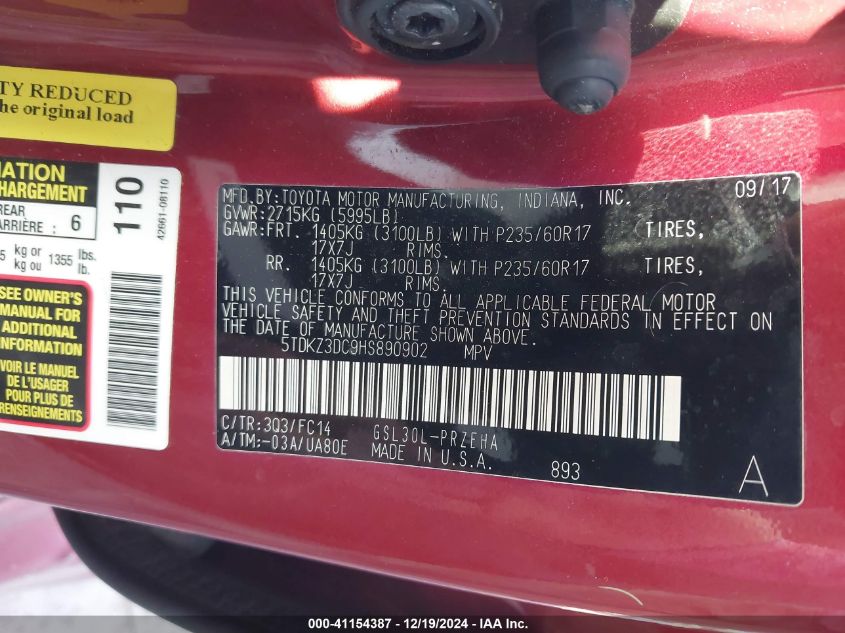 TY REDUCED
he original load
MATION
CHARGEMENT
REAR
ARRIÈRE : 6
5 kg or 1355 lbs.
kg ou lb.
110
42661-08110
SEE OWNER'S
MANUAL FOR
ADDITIONAL
INFORMATION
VOIR LE MANUEL
DE L'USAGER
POUR PLUS DE
RENSEIGNEMENTS
MFD.BY:TOYOTA MOTOR MANUFACTURING, INDIANA, INC. 09/17
GVWR:2715KG (5995LB)
GAWR:FRT. 1405KG (3100LB) WITH P235/60R17 TIRES,
17X7J RIMS.
RR. 1405KG (3100LB) WITH P235/60R17 TIRES,
17X7J RIMS.
THIS VEHICLE CONFORMS TO ALL APPLICABLE FEDERAL MOTOR
VEHICLE SAFETY AND THEFT PREVENTION STANDARDS IN EFFECT ON
THE DATE OF MANUFACTURE SHOWN ABOVE.
5TDKZ3DC9HS890902 MPV
C/TR:3Q3/FC14 GSL30L-PRZEHA
A/TM:-03A/UA80E MADE IN U.S.A.
893
A
000-41154387 - 12/19/2024 - IAA Inc.